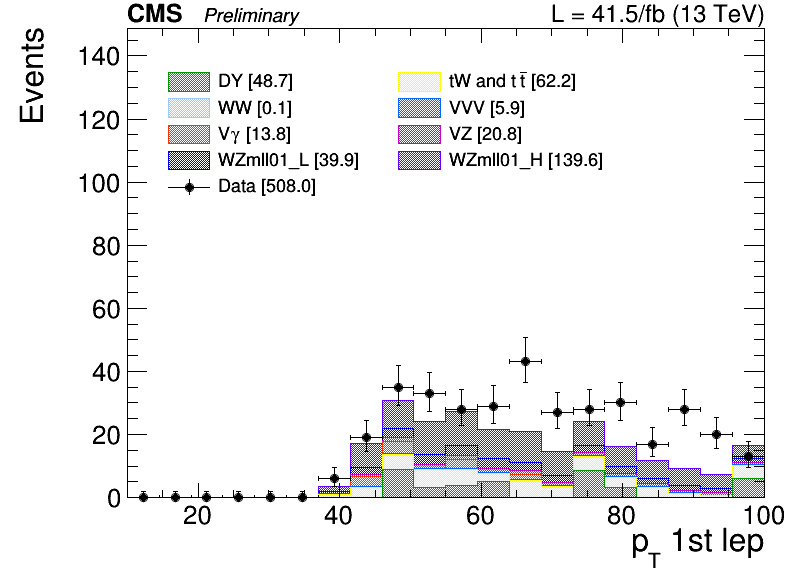 CMS Preliminary L = 41.5/fb (13 TeV)
Events
140
120
100
80
60
40
20
0
DY [48.7]
tW and tt̅ [62.2]
WW [0.1]
VVV [5.9]
Vγ [13.8]
VZ [20.8]
WZmll01_L [39.9]
WZmll01_H [139.6]
Data [508.0]
20 40 60 80 100
p_T 1st lep